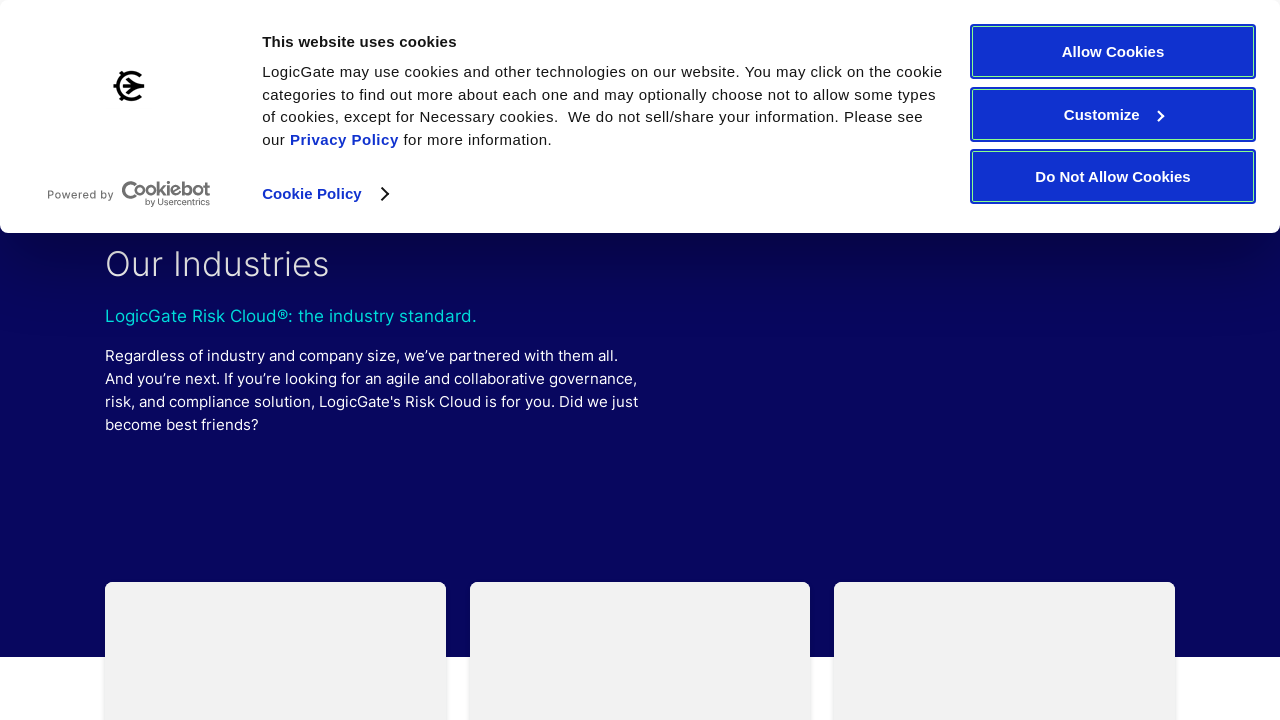 This website uses cookies
LogicGate may use cookies and other technologies on our website. You may click on the cookie
categories to find out more about each one and may optionally choose not to allow some types
of cookies, except for Necessary cookies.  We do not sell/share your information. Please see
our Privacy Policy for more information.
Cookie Policy
Powered by Cookiebot
by Usercentrics
Allow Cookies
Customize
Do Not Allow Cookies
Our Industries
LogicGate Risk Cloud®: the industry standard.
Regardless of industry and company size, we’ve partnered with them all.
And you’re next. If you’re looking for an agile and collaborative governance,
risk, and compliance solution, LogicGate's Risk Cloud is for you. Did we just
become best friends?